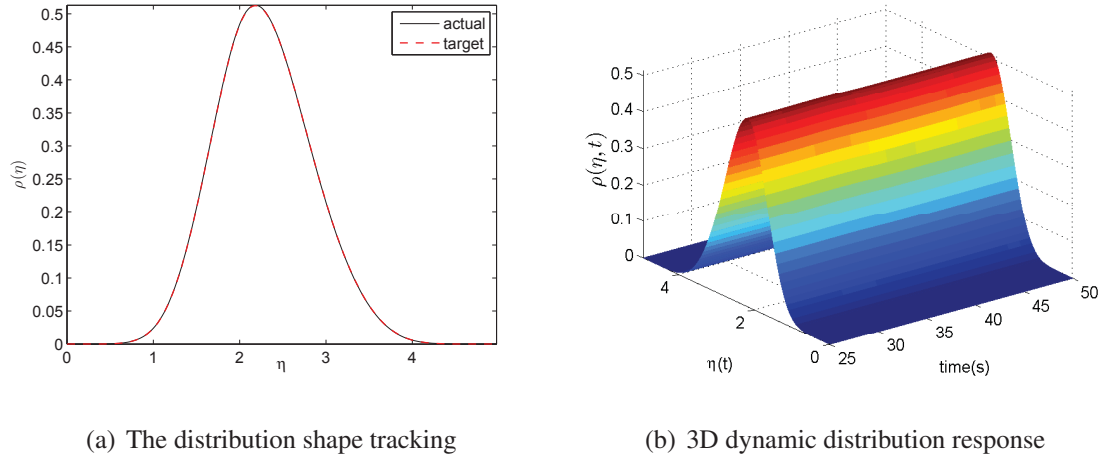 0.5
0.45
0.4
0.35
0.3
0.25
0.2
0.15
0.1
0.05
0
ρ(η)
actual
target
0 1 2 3 4
η
0.5
0.4
0.3
0.2
0.1
0
ρ(η, t)
4
2
0
η(t)
25
30
35
40
45
50
time(s)
(a) The distribution shape tracking
(b) 3D dynamic distribution response